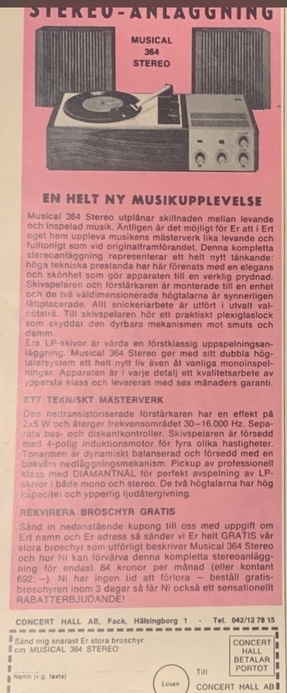 STEREO-ANLÄGGNING
MUSICAL
364
STEREO
EN HELT NY MUSIKUPPLEVELSE
Musical 364 Stereo utplånar skillnaden mellan levande
och inspelad musik. Äntligen är det möjligt för Er att i Ert
eget hem uppleva musikens mästerverk lika levande och
fulltonigt som vid originalframförandet. Denna kompletta
stereoanläggning representerar ett helt nytt tänkande:
höga tekniska prestanda har här förenats med en elegans
och skönhet som gör apparaten till en verklig prydnad.
Skivspelaren och förstärkaren är monterade till en enhet
och de två väldimensionerade högtalarna är synnerligen
lättplacerade. Allt snickeriarbete är utfört i utvalt val-
nötsträ. Till skivspelaren hör ett praktiskt plexiglaslock
som skyddar den dyrbara mekanismen mot smuts och
damm.
Era LP-skivor är värda en förstklassig uppspelningsan-
läggning. Musical 364 Stereo ger med sitt dubbla hög-
talarsystem ett helt nytt liv även åt vanliga monoinspel-
ningar. Apparaten är i varje detalj ett kvalitetsarbete av
yppersta klass och levereras med sex månaders garanti.
ETT TEKNISKT MÄSTERVERK
Den heltransistoriserade förstärkaren har en effekt på
2x5 W och återger frekvensområdet 30–16.000 Hz. Sepa-
rata bas- och diskantkontroller. Skivspelaren är försedd
med 4-polig induktionsmotor för fyra olika hastigheter.
Tonarmen är dynamiskt balanserad och försedd med en
bekväm nedläggningsmekanism. Pickup av professionell
klass med DIAMANTNÅL för perfekt avspelning av LP-
skivor i både mono och stereo. De två högtalarna har hög
kapacitet och ypperlig ljudåtergivning.
REKVIRERA BROSCHYR GRATIS
Sänd in nedanstående kupong till oss med uppgift om
Ert namn och Er adress så sänder vi Er helt GRATIS vår
stora broschyr som utförligt beskriver Musical 364 Stereo
och hur Ni kan förvärva denna kompletta stereoanlägg-
ning för endast 84 kronor per månad (eller kontant
692:–). Ni har ingen tid att förlora – beställ gratis-
broschyren inom 3 dagar så får Ni också ett sensationellt
RABATTERBJUDANDE!
CONCERT HALL AB, Fack, Hälsingborg 1 - Tel. 042/12 78 15
Sänd mig snarast Er stora broschyr
om MUSICAL 364 STEREO
CONCERT
HALL
BETALAR
PORTOT
Till
Namn (v.g. texta)
Lösen
CONCERT HALL AB